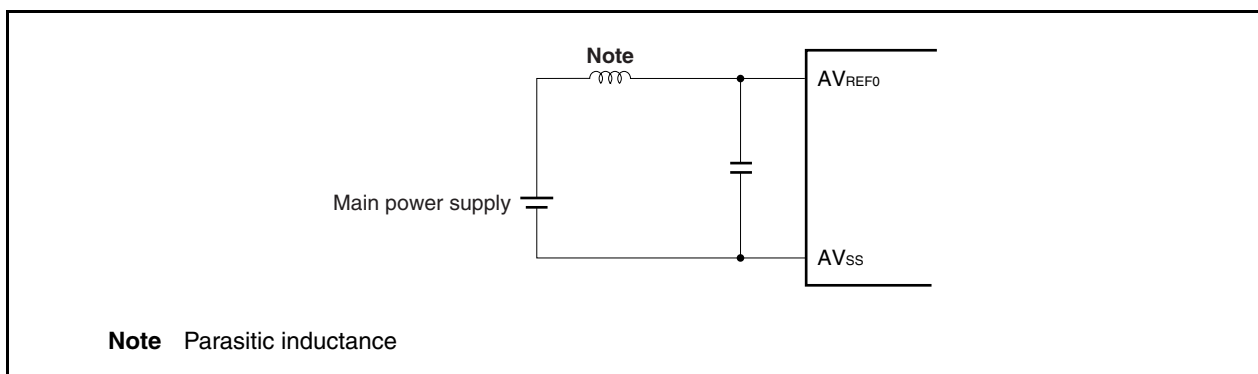 Note
AVREF0
Main power supply
AVSS
Note Parasitic inductance